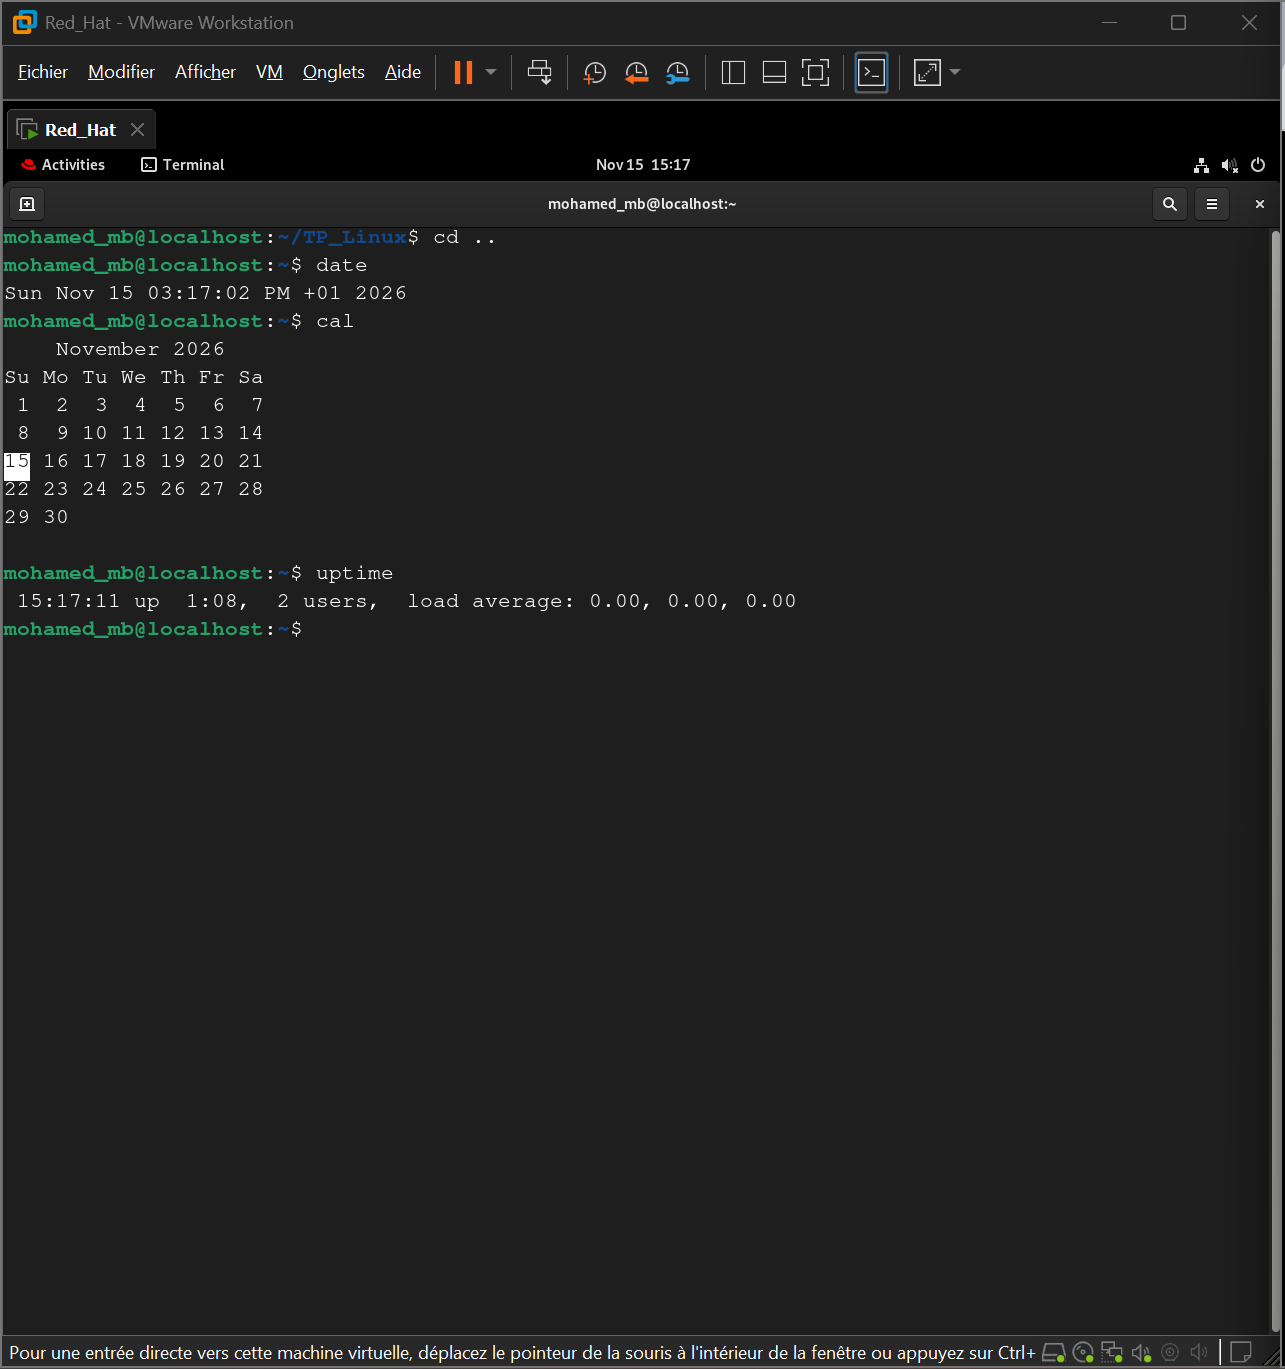 Red_Hat - VMware Workstation
Fichier Modifier Afficher VM Onglets Aide
Red_Hat
Activities Terminal Nov 15 15:17
mohamed_mb@localhost:~
mohamed_mb@localhost:~/TP_Linux$ cd ..
mohamed_mb@localhost:~$ date
Sun Nov 15 03:17:02 PM +01 2026
mohamed_mb@localhost:~$ cal
    November 2026
Su Mo Tu We Th Fr Sa
 1  2  3  4  5  6  7
 8  9 10 11 12 13 14
15 16 17 18 19 20 21
22 23 24 25 26 27 28
29 30
mohamed_mb@localhost:~$ uptime
 15:17:11 up  1:08,  2 users,  load average: 0.00, 0.00, 0.00
mohamed_mb@localhost:~$
Pour une entrée directe vers cette machine virtuelle, déplacez le pointeur de la souris à l'intérieur de la fenêtre ou appuyez sur Ctrl+